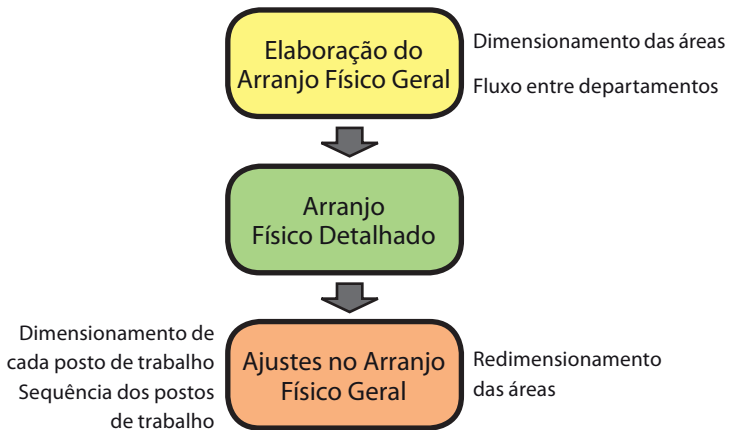 Elaboração do
Arranjo Físico Geral
Dimensionamento das áreas
Fluxo entre departamentos
Arranjo
Físico Detalhado
Dimensionamento de
cada posto de trabalho
Sequência dos postos
de trabalho
Ajustes no Arranjo
Físico Geral
Redimensionamento
das áreas